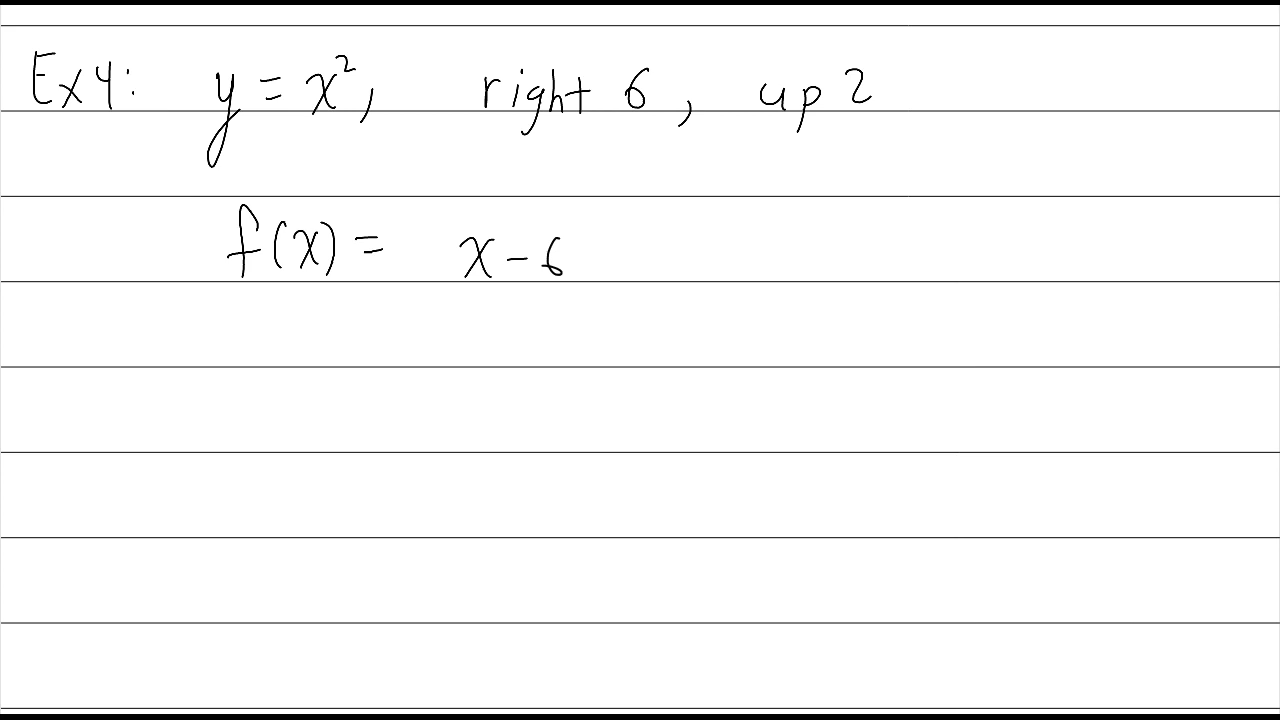 Ex4: y = x², right 6, up 2
f(x) = x - 6